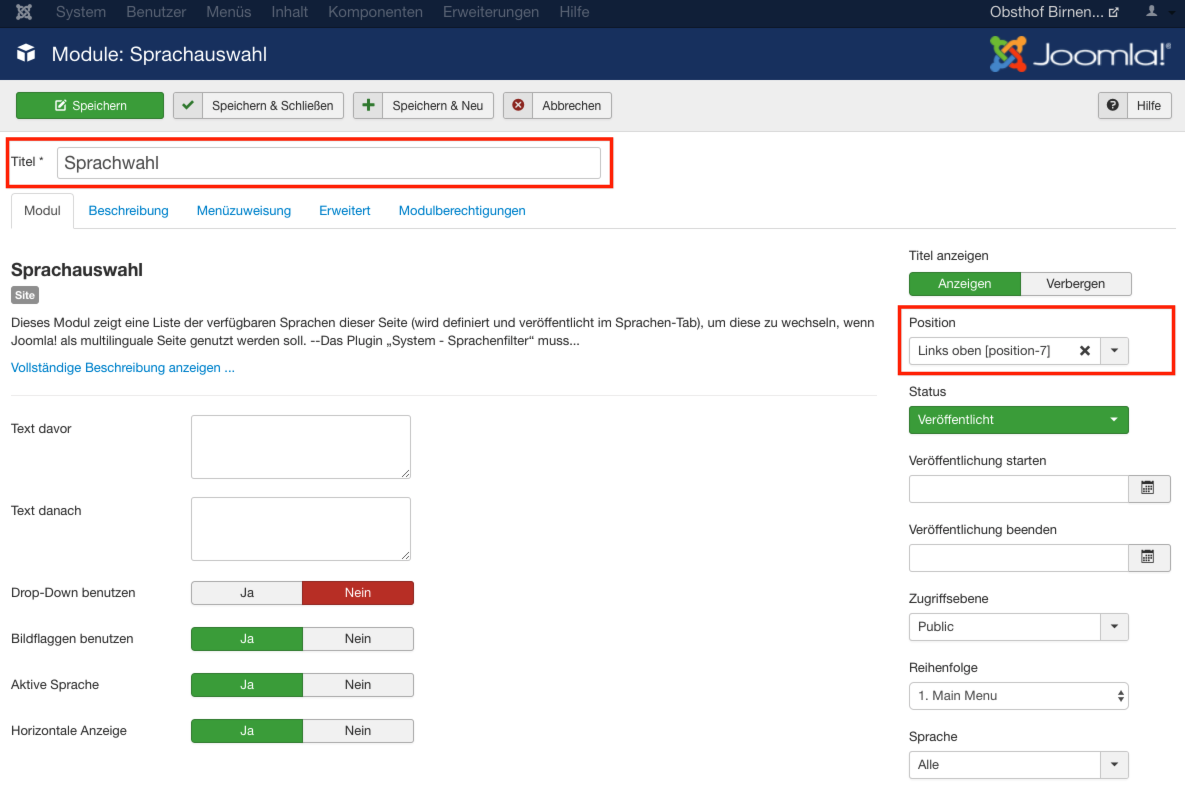 System Benutzer Menüs Inhalt Komponenten Erweiterungen Hilfe Obsthof Birnen...
Module: Sprachauswahl Joomla!®
Speichern Speichern & Schließen Speichern & Neu Abbrechen Hilfe
Titel * Sprachwahl
Modul Beschreibung Menüzuweisung Erweitert Modulberechtigungen
Sprachauswahl
Site
Dieses Modul zeigt eine Liste der verfügbaren Sprachen dieser Seite (wird definiert und veröffentlicht im Sprachen-Tab), um diese zu wechseln, wenn
Joomla! als multilinguale Seite genutzt werden soll. --Das Plugin „System - Sprachenfilter“ muss...
Vollständige Beschreibung anzeigen ...
Text davor
Text danach
Drop-Down benutzen Ja Nein
Bildflaggen benutzen Ja Nein
Aktive Sprache Ja Nein
Horizontale Anzeige Ja Nein
Titel anzeigen
Anzeigen Verbergen
Position
Links oben [position-7]
Status
Veröffentlicht
Veröffentlichung starten
Veröffentlichung beenden
Zugriffsebene
Public
Reihenfolge
1. Main Menu
Sprache
Alle